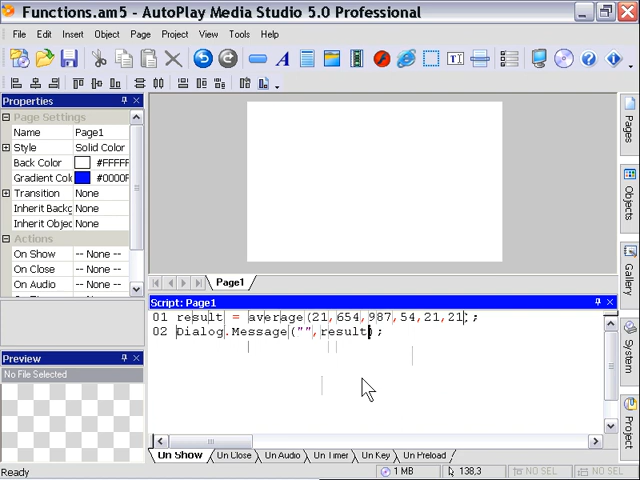 Functions.am5 - AutoPlay Media Studio 5.0 Professional
File Edit Insert Object Page Project Tools View Help
Properties
Page Settings
Name Page1
Style Solid Color
Back Color #FFFFF
Gradient Colo #0000F
Transition None
Inherit Backg None
Inherit Objec None
Actions
On Show -- None --
On Close -- None --
On Audio -- None --
Preview
No File Selected
Page1
Script: Page1
01 result = average(21,654,987,54,21,21);
02 Dialog.Message("",result);
On Show On Close On Audio On Timer On Key On Preload
Pages
Objects
Gallery
System
Project
Ready
1 MB
138,3
NO SEL
NO SEL